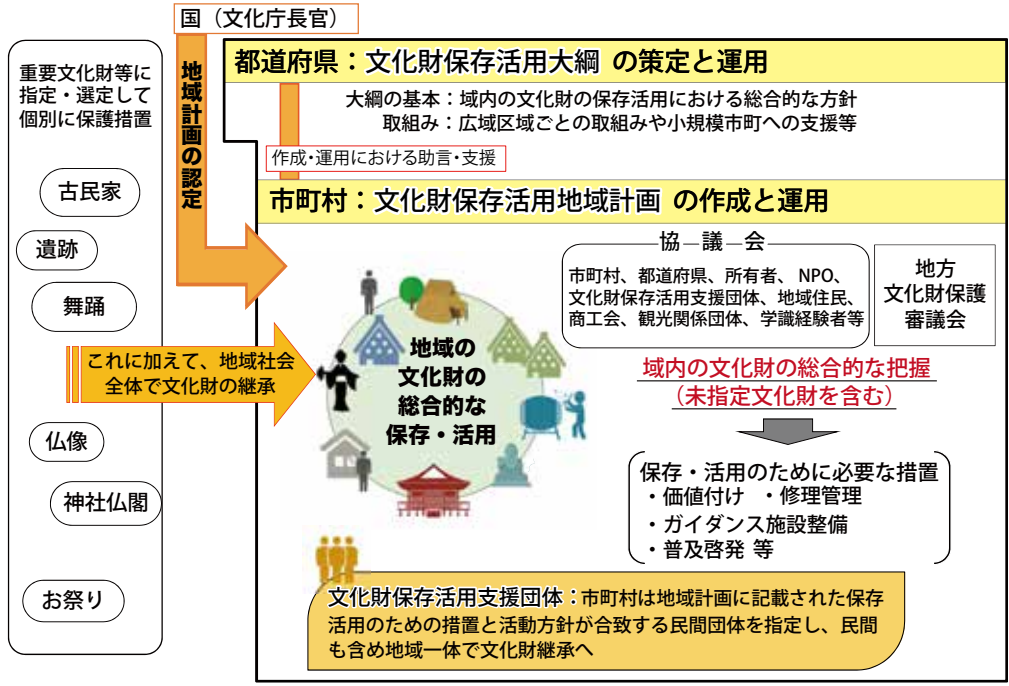 国（文化庁長官）
重要文化財等に
指定・選定して
個別に保護措置
古民家
遺跡
舞踊
仏像
神社仏閣
お祭り
地域計画の認定
これに加えて、地域社会
全体で文化財の継承
都道府県：文化財保存活用大綱 の策定と運用
大綱の基本：域内の文化財の保存活用における総合的な方針
取組み：広域区域ごとの取組みや小規模市町への支援等
作成・運用における助言・支援
市町村：文化財保存活用地域計画 の作成と運用
地域の
文化財の
総合的な
保存・活用
協議会
市町村、都道府県、所有者、NPO、
文化財保存活用支援団体、地域住民、
商工会、観光関係団体、学識経験者等
地方
文化財保護
審議会
域内の文化財の総合的な把握
（未指定文化財を含む）
保存・活用のために必要な措置
・価値付け ・修理管理
・ガイダンス施設整備
・普及啓発 等
文化財保存活用支援団体：市町村は地域計画に記載された保存
活用のための措置と活動方針が合致する民間団体を指定し、民間
も含め地域一体で文化財継承へ